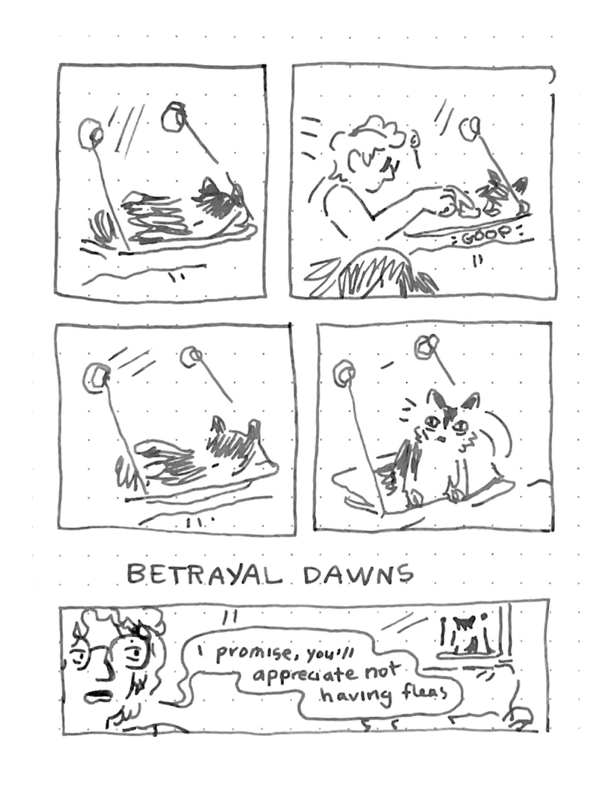 :GOOP:
BETRAYAL DAWNS
i promise, you'll
appreciate not
having fleas